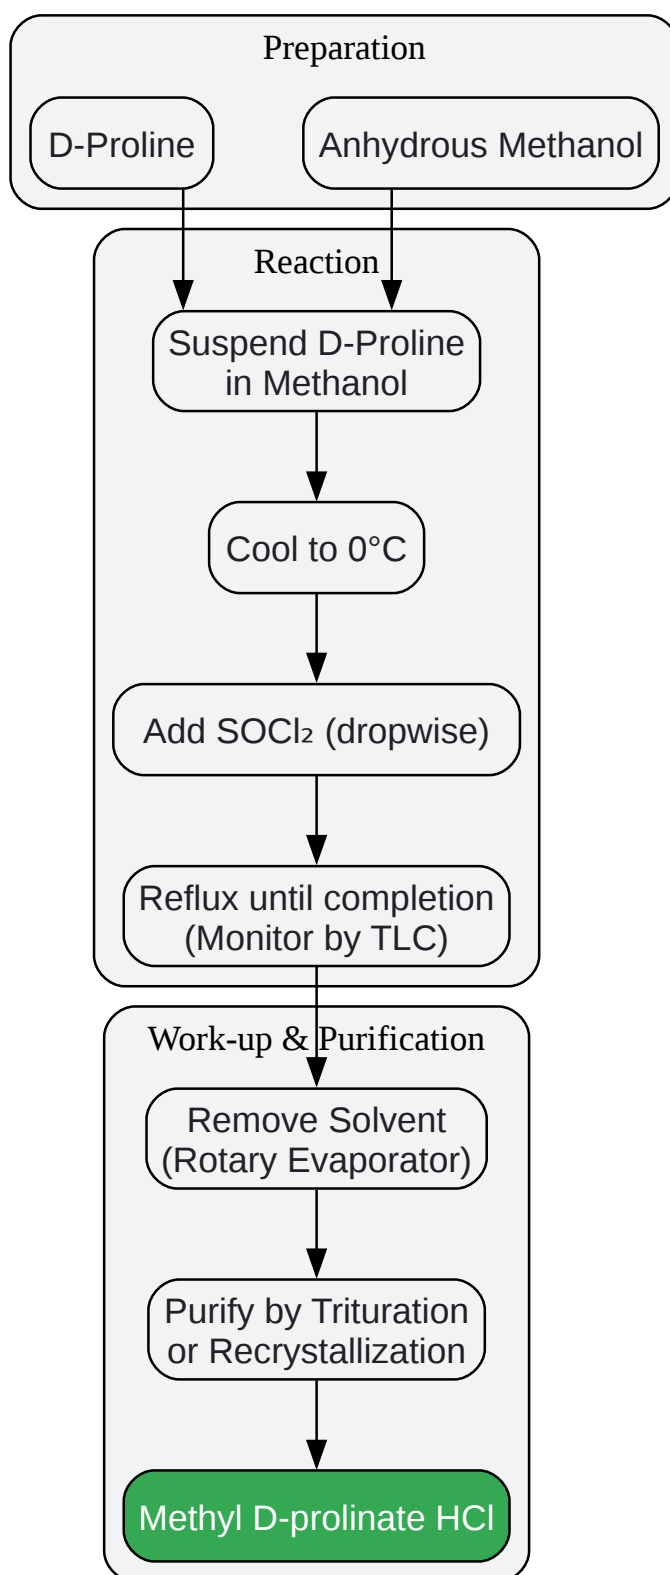 Preparation
D-Proline
Anhydrous Methanol
Reaction
Suspend D-Proline
in Methanol
Cool to 0°C
Add SOCl₂ (dropwise)
Reflux until completion
(Monitor by TLC)
Work-up & Purification
Remove Solvent
(Rotary Evaporator)
Purify by Trituration
or Recrystallization
Methyl D-prolinate HCl